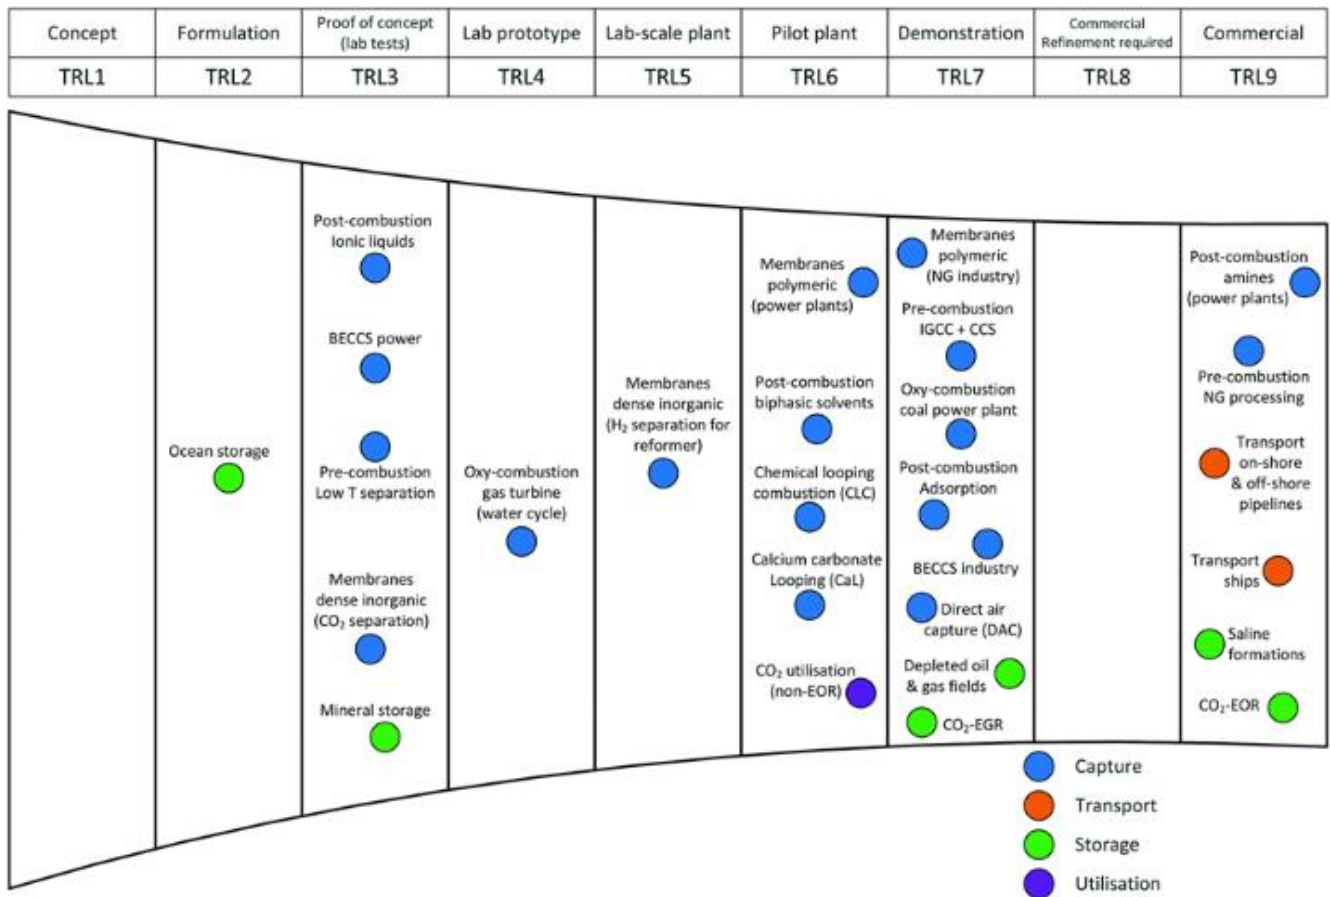 Concept
Formulation
Proof of concept
(lab tests)
Lab prototype
Lab-scale plant
Pilot plant
Demonstration
Commercial
Refinement required
Commercial
TRL1
TRL2
TRL3
TRL4
TRL5
TRL6
TRL7
TRL8
TRL9
Ocean storage
Post-combustion
Ionic liquids
BECCS power
Pre-combustion
Low T separation
Membranes
dense inorganic
(CO₂ separation)
Mineral storage
Oxy-combustion
gas turbine
(water cycle)
Membranes
dense inorganic
(H₂ separation for
reformer)
Membranes
polymeric
(power plants)
Post-combustion
biphasic solvents
Chemical looping
combustion (CLC)
Calcium carbonate
Looping (CaL)
CO₂ utilisation
(non-EOR)
Membranes
polymeric
(NG industry)
Pre-combustion
IGCC + CCS
Oxy-combustion
coal power plant
Post-combustion
Adsorption
BECCS industry
Direct air
capture (DAC)
Depleted oil
& gas fields
CO₂-EGR
Post-combustion
amines
(power plants)
Pre-combustion
NG processing
Transport
on-shore
& off-shore
pipelines
Transport
ships
Saline
formations
CO₂-EOR
Capture
Transport
Storage
Utilisation